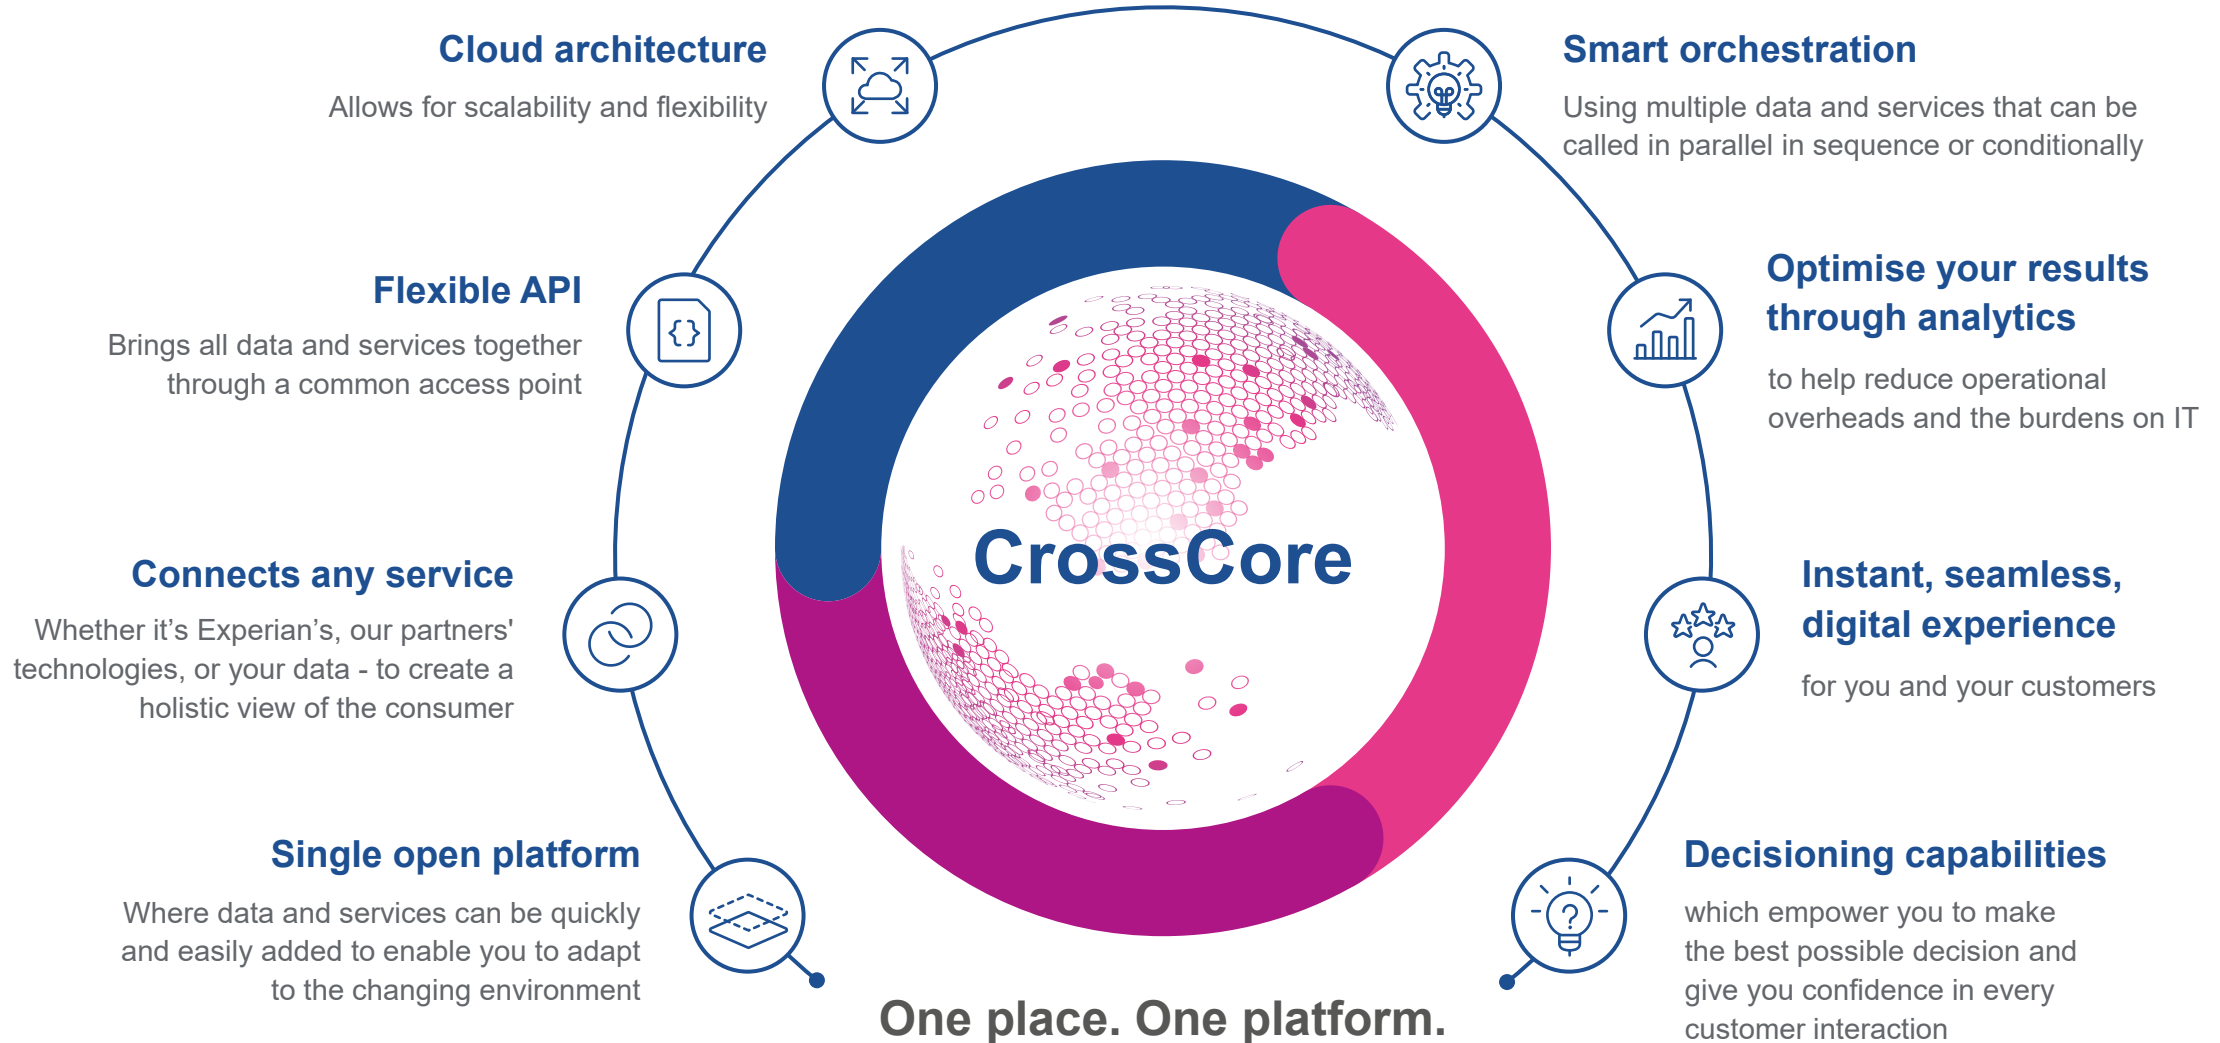 Cloud architecture
Allows for scalability and flexibility
Flexible API
Brings all data and services together
through a common access point
Connects any service
Whether it’s Experian’s, our partners'
technologies, or your data - to create a
holistic view of the consumer
Single open platform
Where data and services can be quickly
and easily added to enable you to adapt
to the changing environment
CrossCore
One place. One platform.
Smart orchestration
Using multiple data and services that can be
called in parallel in sequence or conditionally
Optimise your results
through analytics
to help reduce operational
overheads and the burdens on IT
Instant, seamless,
digital experience
for you and your customers
Decisioning capabilities
which empower you to make
the best possible decision and
give you confidence in every
customer interaction